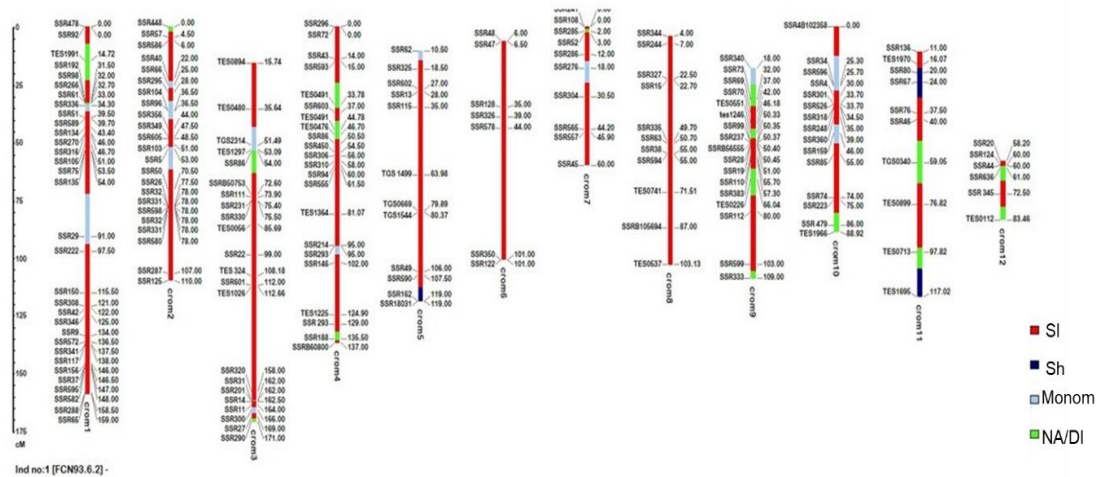 0
25
50
75
100
125
150
175
cM
SSR478 0.00
SSR92 0.00
TES1991 14.72
SSR192 31.50
SSR98 32.00
SSR266 32.70
SSR61 33.00
SSR336 34.30
SSR51 39.50
SSR589 39.70
SSR134 43.40
SSR270 46.00
SSR316 46.70
SSR106 51.00
SSR75 53.50
SSR135 54.00
SSR29 91.00
SSR222 97.50
SSR150 115.50
SSR308 121.00
SSR42 122.00
SSR346 125.00
SSR9 134.00
SSR572 136.50
SSR341 137.50
SSR117 138.00
SSR156 146.00
SSR37 146.50
SSR595 147.00
SSR582 148.00
SSR288 158.50
SSR65 159.00
crom1
SSR448 0.00
SSR57 4.50
SSR586 6.00
SSR40 22.00
SSR66 25.00
SSR295 28.00
SSR104 36.00
SSR96 36.50
SSR356 44.00
SSR349 47.50
SSR605 48.50
SSR103 51.00
SSR5 53.00
SSR50 70.50
SSR26 77.50
SSR331 78.00
SSR598 78.00
SSR32 78.00
SSR331 78.00
SSR580 78.00
SSR287 107.00
SSR125 110.00
crom2
TES0894 15.74
TES0480 35.64
TGS2314 51.49
TES1297 53.09
SSR86 54.00
SSRB50753 72.60
SSR111 73.90
SSR231 75.40
SSR330 75.50
TES0056 85.69
SSR22 99.00
TES 324 108.18
SSR601 112.00
TES1026 112.66
SSR320 158.00
SSR31 162.00
SSR201 162.00
SSR14 162.50
SSR11 164.00
SSR300 166.00
SSR27 169.00
SSR290 171.00
crom3
SSR296 0.00
SSR72 0.00
SSR43 14.00
SSR593 15.00
TES0491 33.78
SSR603 37.00
TES0491 44.78
TES0476 46.70
SSR86 46.70
SSR450 50.50
SSR306 56.00
SSR310 58.00
SSR94 60.00
SSR555 61.50
TES1364 81.07
SSR214 95.00
SSR293 95.00
SSR146 102.00
TES1225 124.90
SSR 293 129.00
SSR188 135.50
SSRB60800 137.00
crom4
SSR62 10.50
SSR325 18.50
SSR602 27.00
SSR13 28.00
SSR115 35.00
TGS 1499 63.98
TGS0669 79.89
TGS1544 80.37
SSR49 106.00
SSR590 107.50
SSR162 119.00
SSR18031 119.00
crom5
SSR48 6.00
SSR47 6.50
SSR128 35.00
SSR326 39.00
SSR578 44.00
SSR350 101.00
SSR122 101.00
crom6
SSR108 0.00
SSR285 2.00
SSR52 3.00
SSR286 12.00
SSR276 18.00
SSR304 30.50
SSR565 44.20
SSR557 45.90
SSR45 60.00
crom7
SSR344 4.00
SSR244 7.00
SSR327 22.50
SSR15 22.70
SSR335 49.70
SSR63 50.70
SSR38 55.00
SSR594 55.00
TES0741 71.51
SSRB105694 87.00
TES0537 103.13
crom8
SSR340 18.00
SSR73 32.00
SSR68 37.00
SSR70 42.00
TES0551 46.18
tes1246 50.33
SSR99 50.35
SSR237 50.37
SSRB56555 50.40
SSR28 50.45
SSR19 51.00
SSR110 55.70
SSR383 57.30
TES0226 66.04
SSR112 80.00
SSR599 103.00
SSR333 109.00
crom9
SSR4B102358 0.00
SSR34 25.30
SSR596 25.70
SSR4 30.70
SSR301 33.70
SSR526 33.70
SSR318 34.50
SSR248 35.00
SSR360 39.00
SSR159 46.00
SSR85 55.00
SSR74 74.00
SSR223 75.00
SSR 479 86.00
TES1966 88.92
crom10
SSR136 11.00
TES1970 16.07
SSR80 20.00
SSR67 24.00
SSR76 37.50
SSR46 40.00
TGS0340 59.05
TES0899 76.82
TES0713 97.82
TES1695 117.02
crom11
SSR20 58.20
SSR124 60.00
SSR44 60.00
SSR636 61.00
SSR 345 72.50
TES0112 83.46
crom12
Sl
Sh
Monom
NA/Dl
Ind no:1 [FCN93.6.2] -